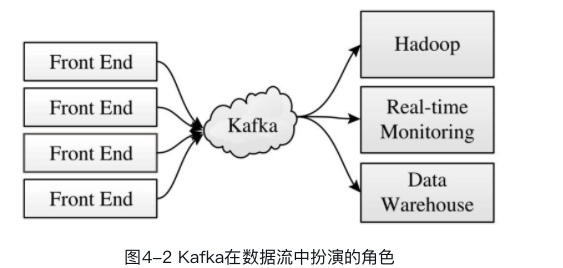 Front End
Front End
Front End
Front End
Kafka
Hadoop
Real-time
Monitoring
Data
Warehouse
图4–2 Kafka在数据流中扮演的角色